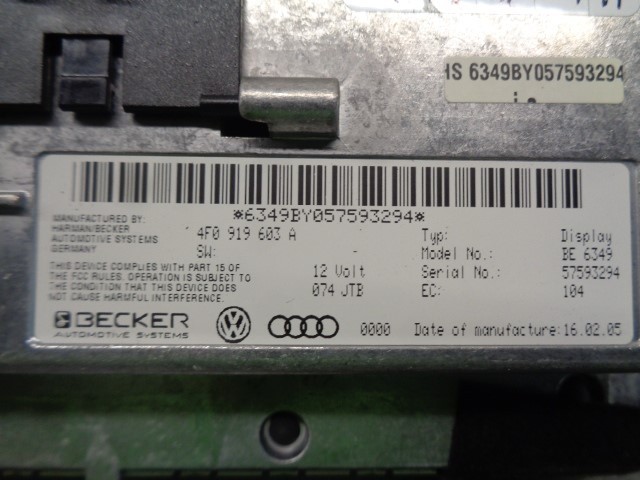 HS 6349BY057593294
*6349BY057593294*
MANUFACTURED BY:
HARMAN/BECKER
AUTOMOTIVE SYSTEMS
GERMANY
4F0 919 603 A
SW: -
Typ: Display
Model No.: BE 6349
Serial No.: 57593294
EC: 104
THIS DEVICE COMPLIES WITH PART 15 OF
THE FCC RULES. OPERATION IS SUBJECT TO
THE CONDITION THAT THIS DEVICE DOES
NOT CAUSE HARMFUL INTERFERENCE.
12 Volt
074 JTB
BECKER
AUTOMOTIVE SYSTEMS
0000
Date of manufacture: 16.02.05